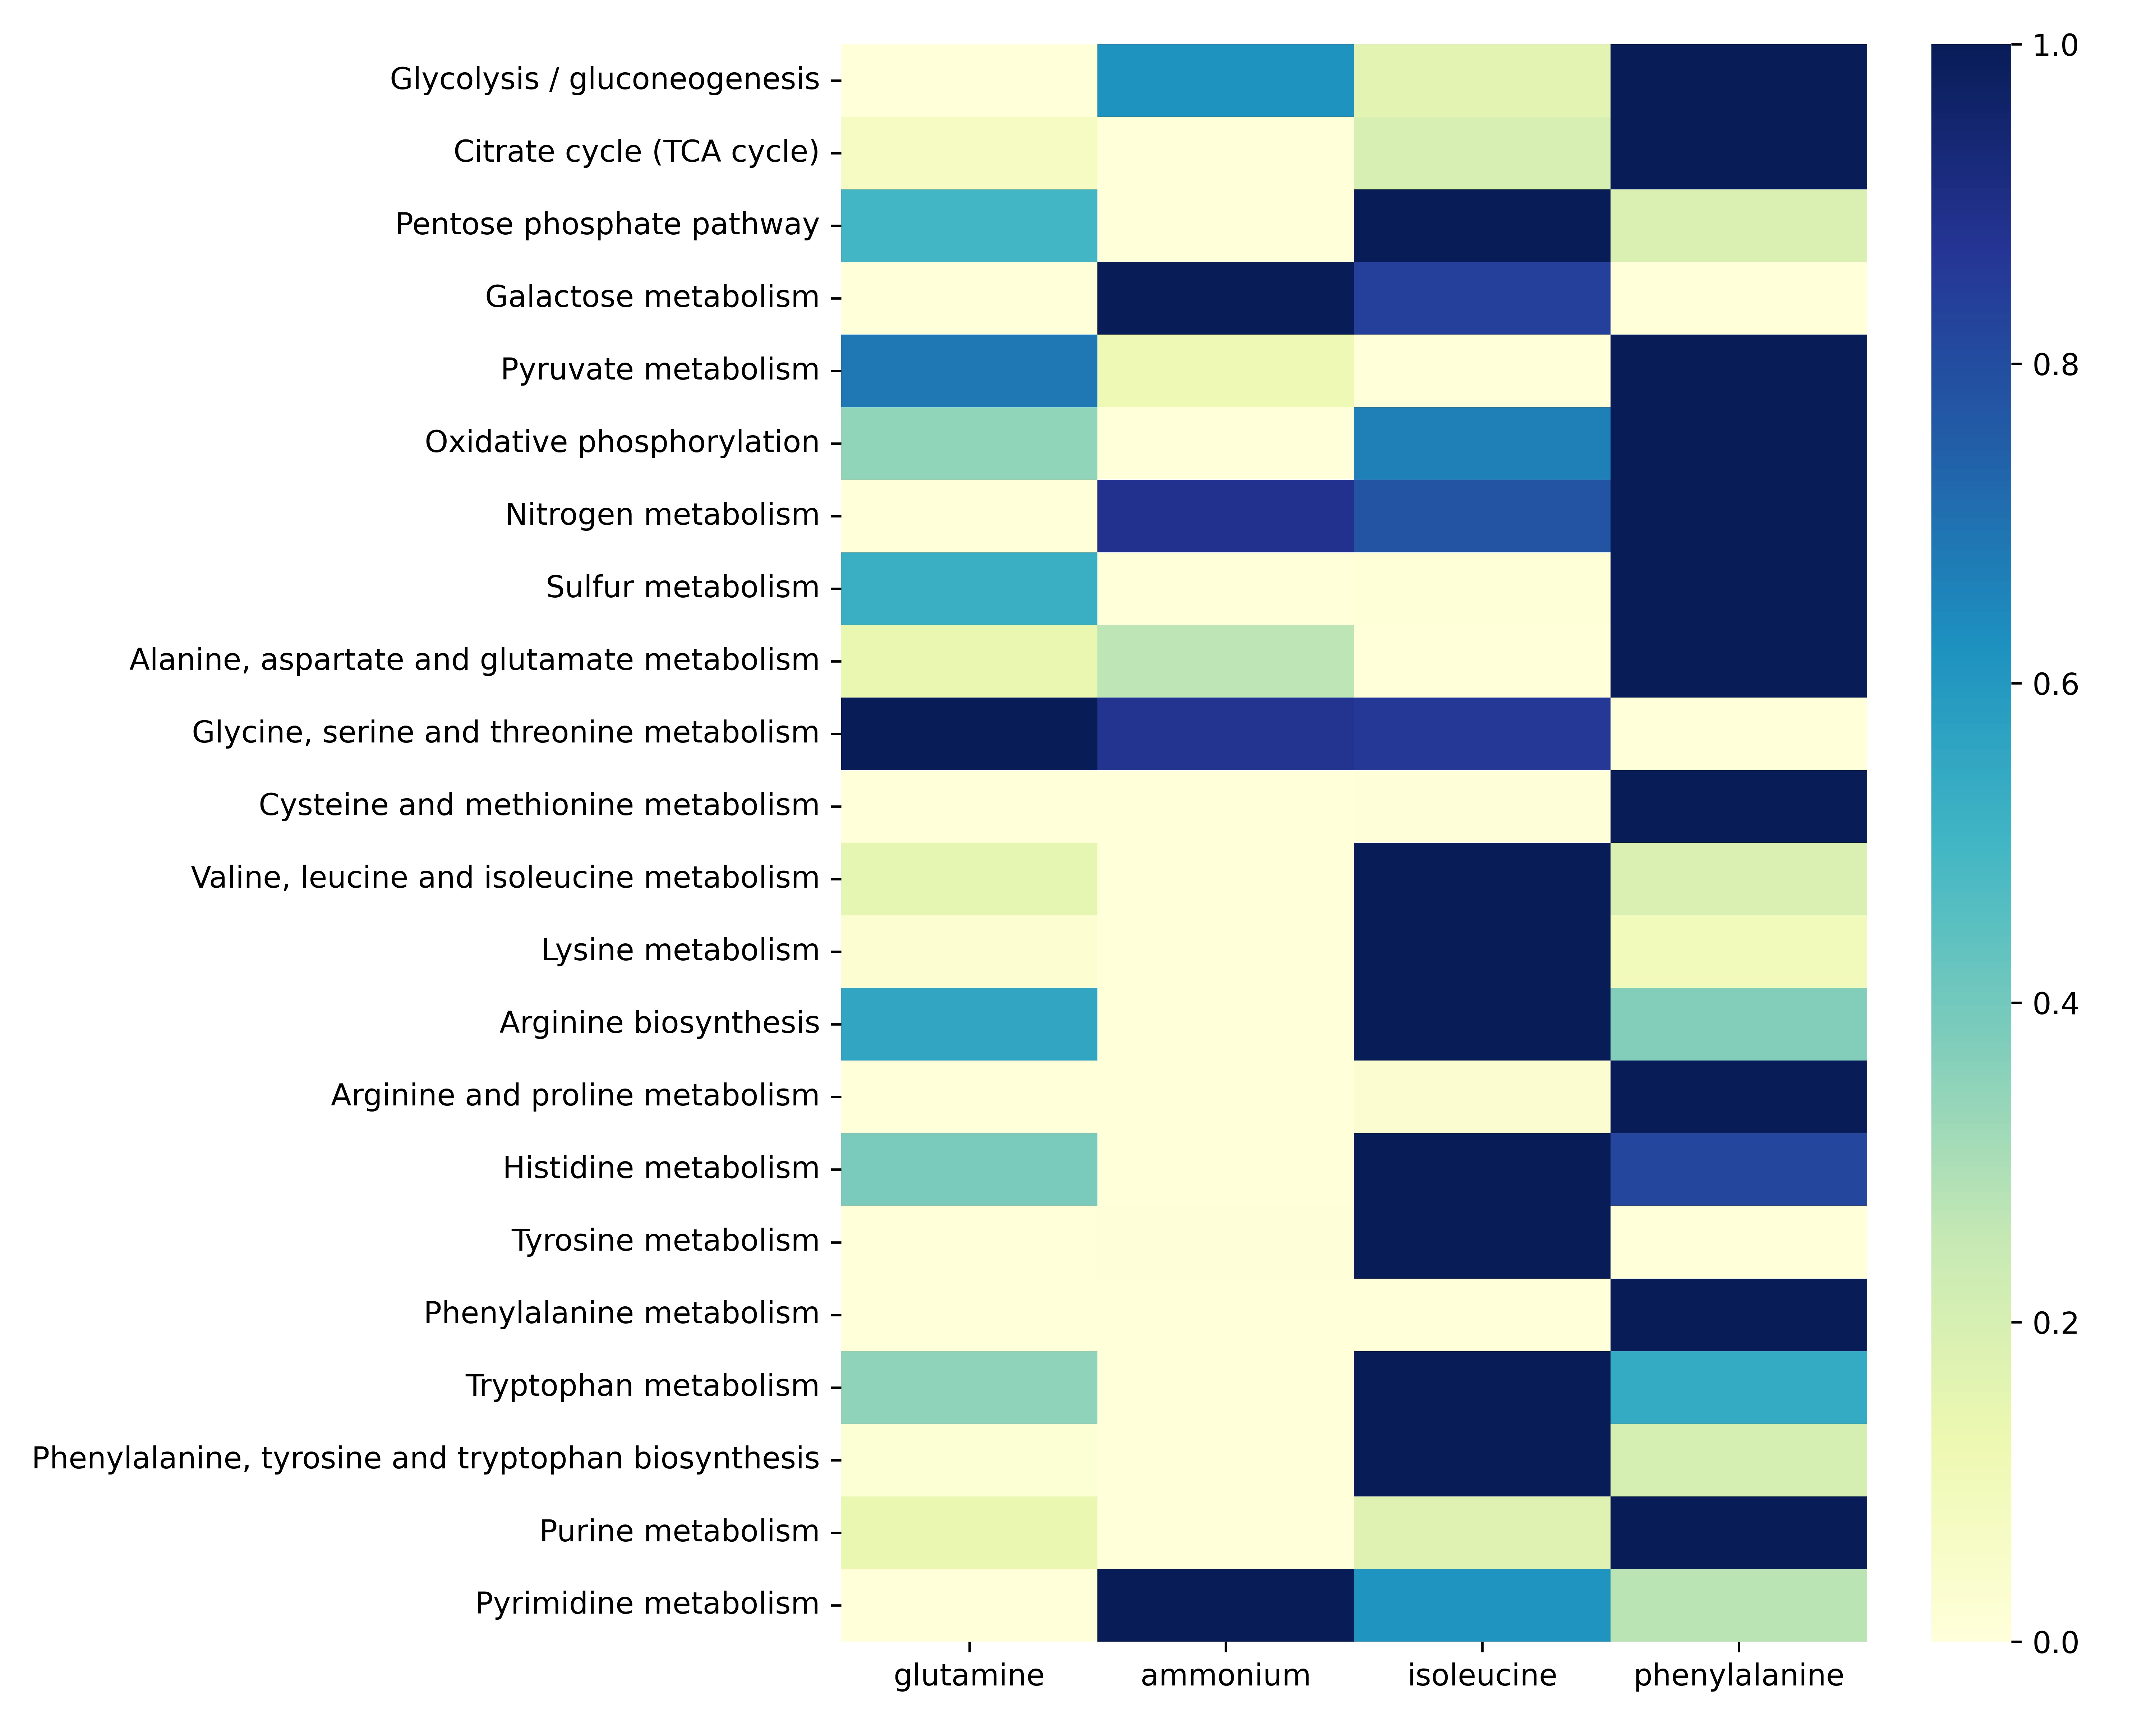 Glycolysis / gluconeogenesis
Citrate cycle (TCA cycle)
Pentose phosphate pathway
Galactose metabolism
Pyruvate metabolism
Oxidative phosphorylation
Nitrogen metabolism
Sulfur metabolism
Alanine, aspartate and glutamate metabolism
Glycine, serine and threonine metabolism
Cysteine and methionine metabolism
Valine, leucine and isoleucine metabolism
Lysine metabolism
Arginine biosynthesis
Arginine and proline metabolism
Histidine metabolism
Tyrosine metabolism
Phenylalanine metabolism
Tryptophan metabolism
Phenylalanine, tyrosine and tryptophan biosynthesis
Purine metabolism
Pyrimidine metabolism
glutamine ammonium isoleucine phenylalanine
1.0
0.8
0.6
0.4
0.2
0.0